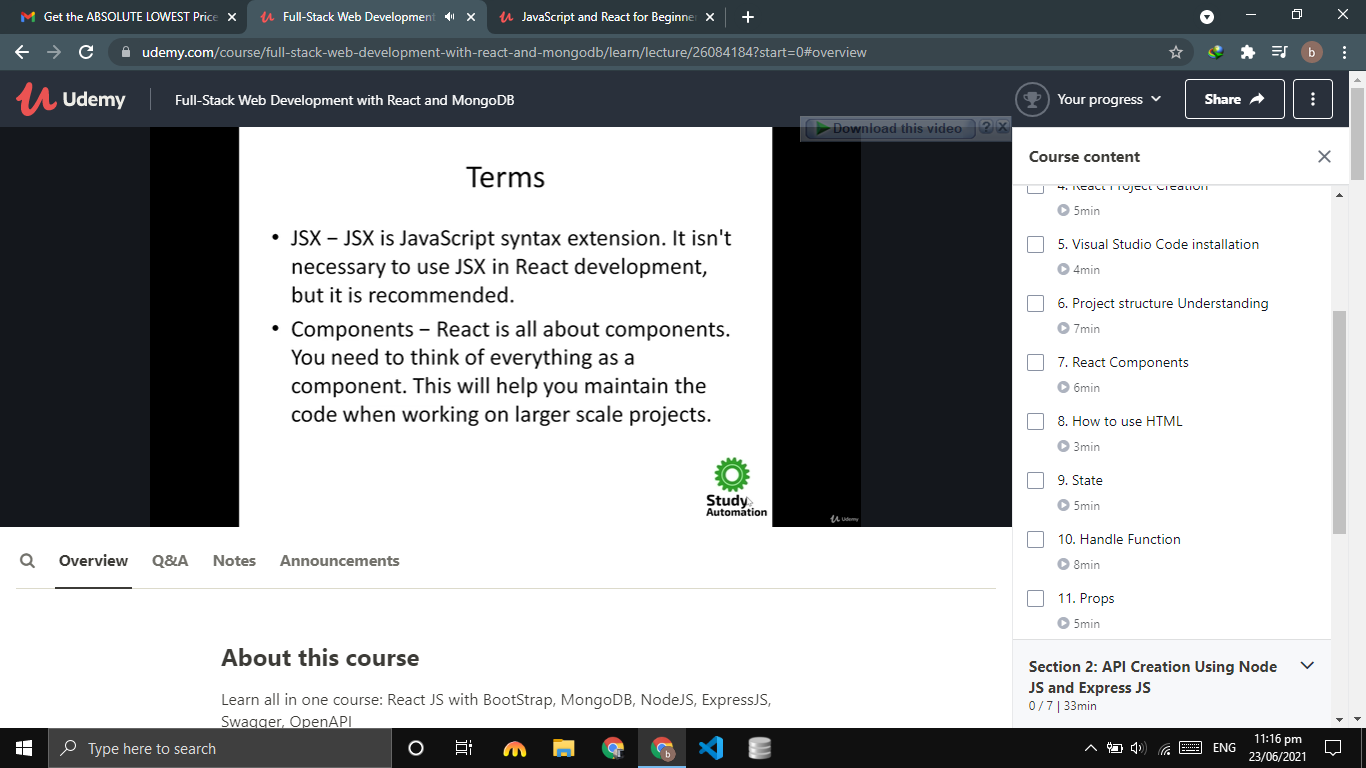 Get the ABSOLUTE LOWEST Price
Full-Stack Web Development
JavaScript and React for Beginner
udemy.com/course/full-stack-web-development-with-react-and-mongodb/learn/lecture/26084184?start=0#overview
b
Udemy
Full-Stack Web Development with React and MongoDB
Your progress
Share
Download this video
?
Terms
• JSX – JSX is JavaScript syntax extension. It isn't
necessary to use JSX in React development,
but it is recommended.
• Components – React is all about components.
You need to think of everything as a
component. This will help you maintain the
code when working on larger scale projects.
Study
Automation
Udemy
Course content
4. React Project Creation
5min
5. Visual Studio Code installation
4min
6. Project structure Understanding
7min
7. React Components
6min
8. How to use HTML
3min
9. State
5min
10. Handle Function
8min
11. Props
5min
Section 2: API Creation Using Node
JS and Express JS
0 / 7 | 33min
Overview
Q&A
Notes
Announcements
About this course
Learn all in one course: React JS with BootStrap, MongoDB, NodeJS, ExpressJS,
Swagger, OpenAPI
Type here to search
b
ENG
11:16 pm
23/06/2021